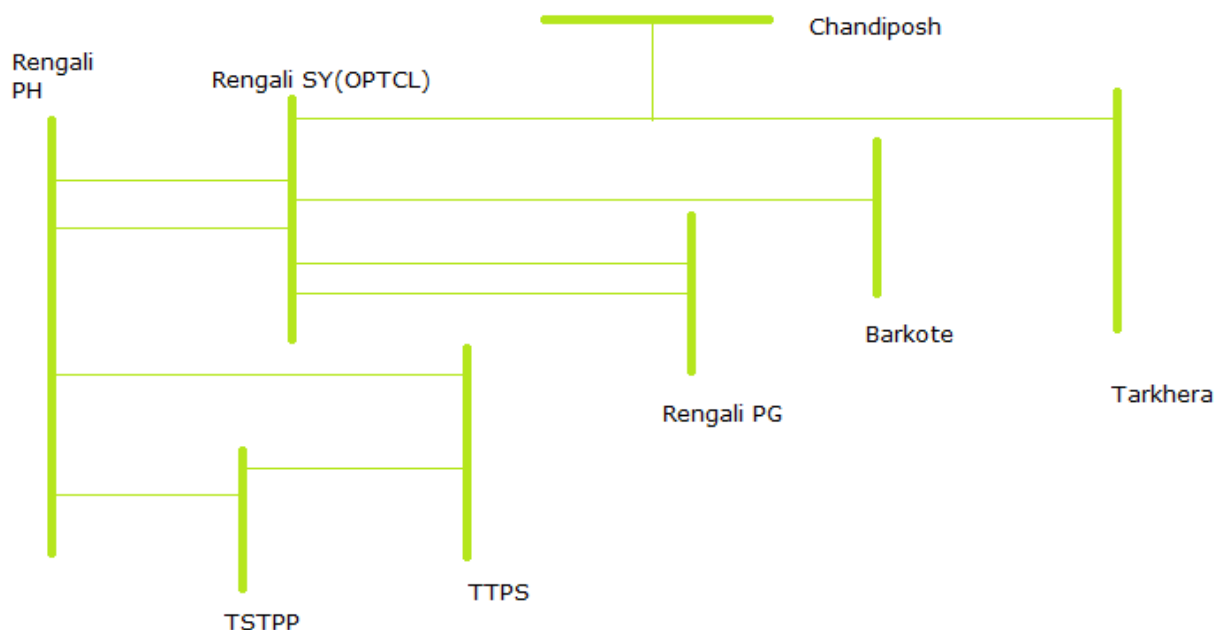 Chandiposh
Rengali
PH
Rengali SY(OPTCL)
Barkote
Tarkhera
Rengali PG
TTPS
TSTPP